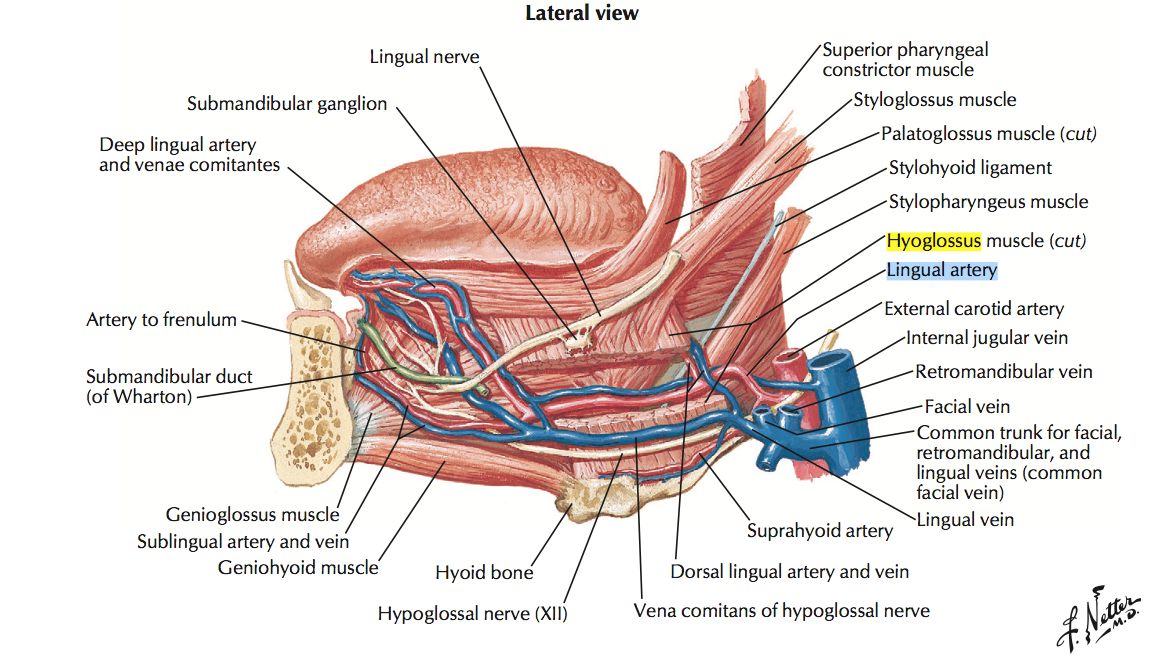 Lateral view
Lingual nerve
Submandibular ganglion
Deep lingual artery
and venae comitantes
Artery to frenulum
Submandibular duct
(of Wharton)
Genioglossus muscle
Sublingual artery and vein
Geniohyoid muscle
Hyoid bone
Hypoglossal nerve (XII)
Superior pharyngeal
constrictor muscle
Styloglossus muscle
Palatoglossus muscle (cut)
Stylohyoid ligament
Stylopharyngeus muscle
Hyoglossus muscle (cut)
Lingual artery
External carotid artery
Internal jugular vein
Retromandibular vein
Facial vein
Common trunk for facial,
retromandibular, and
lingual veins (common
facial vein)
Lingual vein
Suprahyoid artery
Dorsal lingual artery and vein
Vena comitans of hypoglossal nerve
F. Netter
M.D.